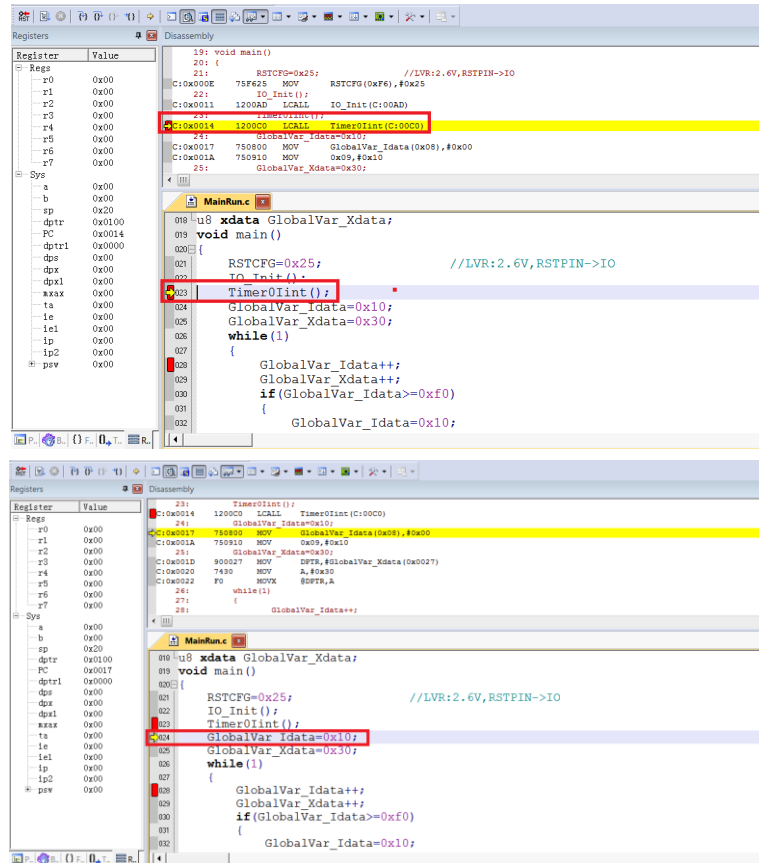 Registers
Disassembly
Register Value
Regs
r0 0x00
r1 0x00
r2 0x00
r3 0x00
r4 0x00
r5 0x00
r6 0x00
r7 0x00
Sys
a 0x00
b 0x00
sp 0x20
dptr 0x0100
PC 0x0014
dptr1 0x0000
dps 0x00
dpx 0x00
dpx1 0x00
mxax 0x00
ta 0x00
ie 0x00
ie1 0x00
ip 0x00
ip2 0x00
psw 0x00
P.. B.. {} F.. 0 T.. R..
19: void main()
20: {
21: RSTCFG=0x25; //LVR:2.6V,RSTPIN->IO
C:0x000E 75F625 MOV RSTCFG(0xF6),#0x25
22: IO_Init();
C:0x0011 1200AD LCALL IO_Init(C:00AD)
23: Timer0Iint();
C:0x0014 1200C0 LCALL Timer0Iint(C:00C0)
24: GlobalVar_Idata=0x10;
C:0x0017 750800 MOV GlobalVar_Idata(0x08),#0x00
C:0x001A 750910 MOV 0x09,#0x10
25: GlobalVar_Xdata=0x30;
MainRun.c
018 u8 xdata GlobalVar_Xdata;
019 void main()
020 {
021 RSTCFG=0x25; //LVR:2.6V,RSTPIN->IO
022 IO_Init();
023 Timer0Iint();
024 GlobalVar_Idata=0x10;
025 GlobalVar_Xdata=0x30;
026 while(1)
027 {
028 GlobalVar_Idata++;
029 GlobalVar_Xdata++;
030 if(GlobalVar_Idata>=0xf0)
031 {
032 GlobalVar_Idata=0x10;
Registers
Disassembly
Register Value
Regs
r0 0x00
r1 0x00
r2 0x00
r3 0x00
r4 0x00
r5 0x00
r6 0x00
r7 0x00
Sys
a 0x00
b 0x00
sp 0x20
dptr 0x0100
PC 0x0017
dptr1 0x0000
dps 0x00
dpx 0x00
dpx1 0x00
mxax 0x00
ta 0x00
ie 0x00
ie1 0x00
ip 0x00
ip2 0x00
psw 0x00
P.. B.. {} F.. 0 T.. R..
23: Timer0Iint();
C:0x0014 1200C0 LCALL Timer0Iint(C:00C0)
24: GlobalVar_Idata=0x10;
C:0x0017 750800 MOV GlobalVar_Idata(0x08),#0x00
C:0x001A 750910 MOV 0x09,#0x10
25: GlobalVar_Xdata=0x30;
C:0x001D 900027 MOV DPTR,#GlobalVar_Xdata(0x0027)
C:0x0020 7430 MOV A,#0x30
C:0x0022 F0 MOVX @DPTR,A
26: while(1)
27: {
28: GlobalVar_Idata++;
MainRun.c
018 u8 xdata GlobalVar_Xdata;
019 void main()
020 {
021 RSTCFG=0x25; //LVR:2.6V,RSTPIN->IO
022 IO_Init();
023 Timer0Iint();
024 GlobalVar_Idata=0x10;
025 GlobalVar_Xdata=0x30;
026 while(1)
027 {
028 GlobalVar_Idata++;
029 GlobalVar_Xdata++;
030 if(GlobalVar_Idata>=0xf0)
031 {
032 GlobalVar_Idata=0x10;